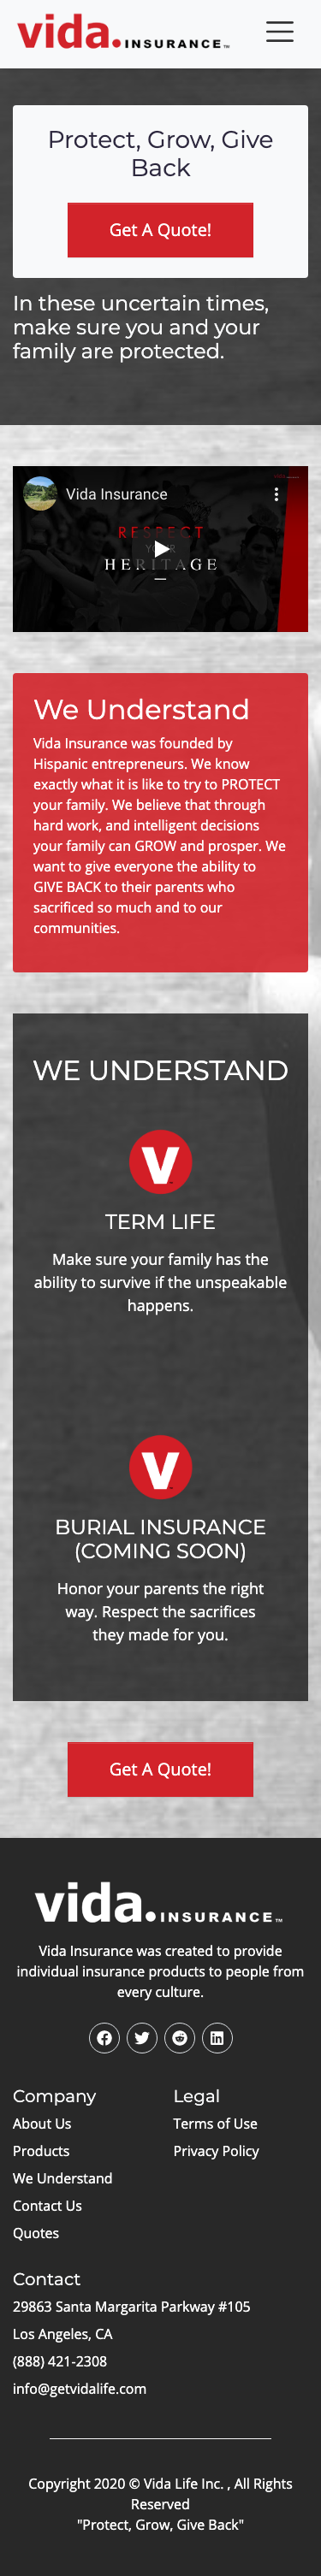 vida.INSURANCE™
Protect, Grow, Give
Back
Get A Quote!
In these uncertain times,
make sure you and your
family are protected.
Vida Insurance
RESPECT
YOUR
HERITAGE
We Understand
Vida Insurance was founded by
Hispanic entrepreneurs. We know
exactly what it is like to try to PROTECT
your family. We believe that through
hard work, and intelligent decisions
your family can GROW and prosper. We
want to give everyone the ability to
GIVE BACK to their parents who
sacrificed so much and to our
communities.
WE UNDERSTAND
V
TERM LIFE
Make sure your family has the
ability to survive if the unspeakable
happens.
V
BURIAL INSURANCE
(COMING SOON)
Honor your parents the right
way. Respect the sacrifices
they made for you.
Get A Quote!
vida.INSURANCE™
Vida Insurance was created to provide
individual insurance products to people from
every culture.
Company
About Us
Products
We Understand
Contact Us
Quotes
Legal
Terms of Use
Privacy Policy
Contact
29863 Santa Margarita Parkway #105
Los Angeles, CA
(888) 421-2308
info@getvidalife.com
Copyright 2020 © Vida Life Inc. , All Rights
Reserved
"Protect, Grow, Give Back"